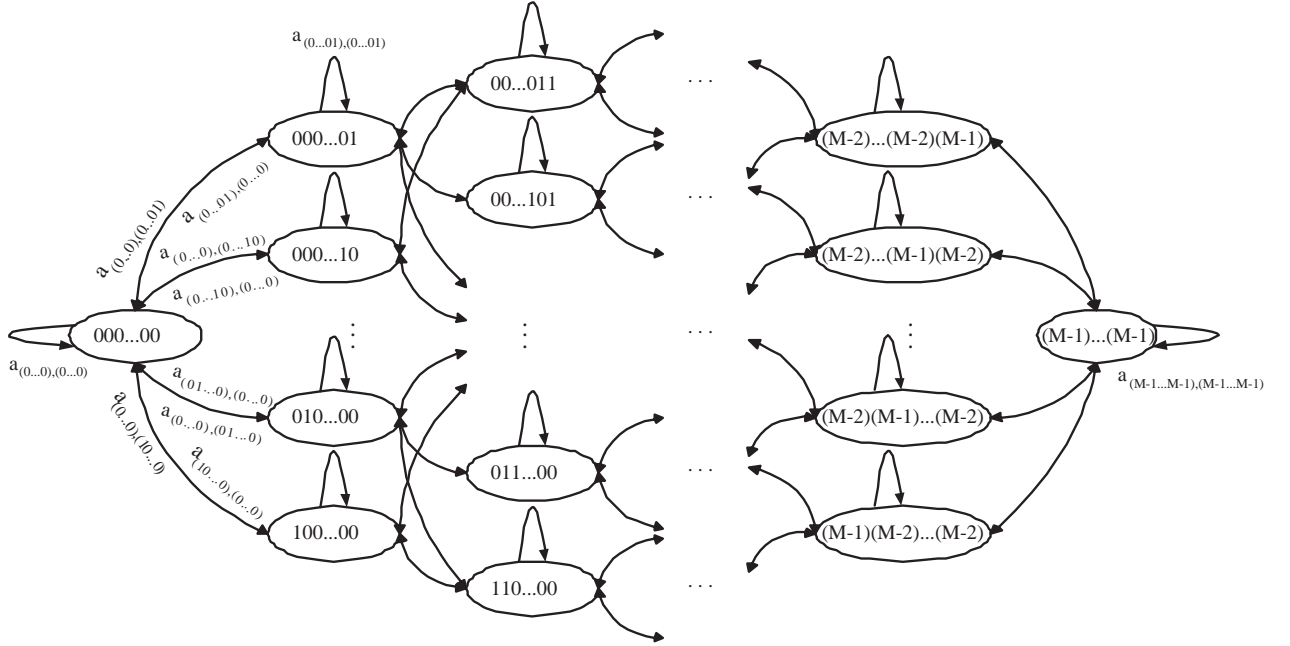 a (0...01),(0...01)
00...011
. . .
000...01
(M-2)...(M-2)(M-1)
00...101
. . .
a (0...0),(0...01)
a (0...01),(0...0)
a (0...0),(0...10)
000...10
(M-2)...(M-1)(M-2)
a (0...10),(0...0)
000...00
. . .
. . .
. . .
. . .
(M-1)...(M-1)
a (0...0),(0...0)
a (01...0),(0...0)
a (M-1...M-1),(M-1...M-1)
a (0...0),(10...0)
a (0...0),(01...0)
010...00
(M-2)(M-1)...(M-2)
a (10...0),(0...0)
011...00
. . .
100...00
(M-1)(M-2)...(M-2)
110...00
. . .